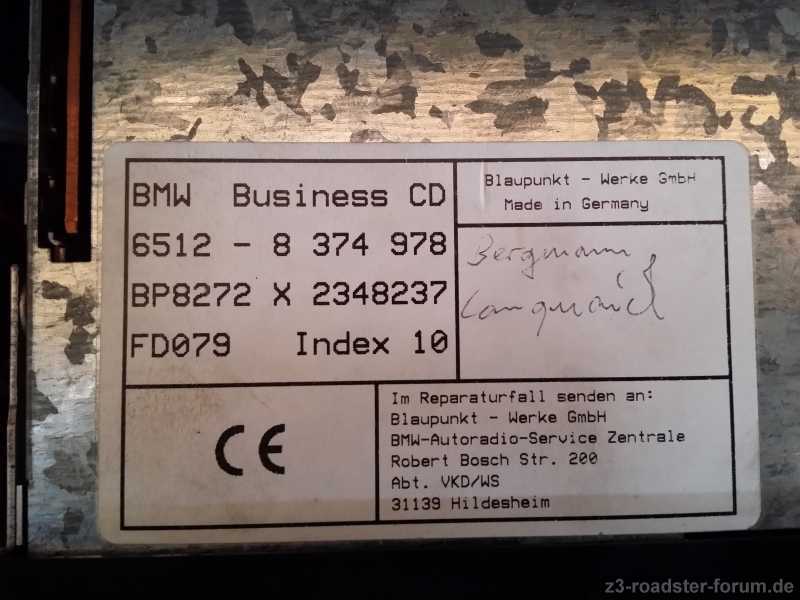 BMW Business CD
6512 - 8 374 978
BP8272 X 2348237
FD079 Index 10
Blaupunkt - Werke GmbH
Made in Germany
Bergmann
CE
Im Reparaturfall senden an:
Blaupunkt - Werke GmbH
BMW-Autoradio-Service Zentrale
Robert Bosch Str. 200
Abt. VKD/WS
31139 Hildesheim
z3-roadster-forum.de